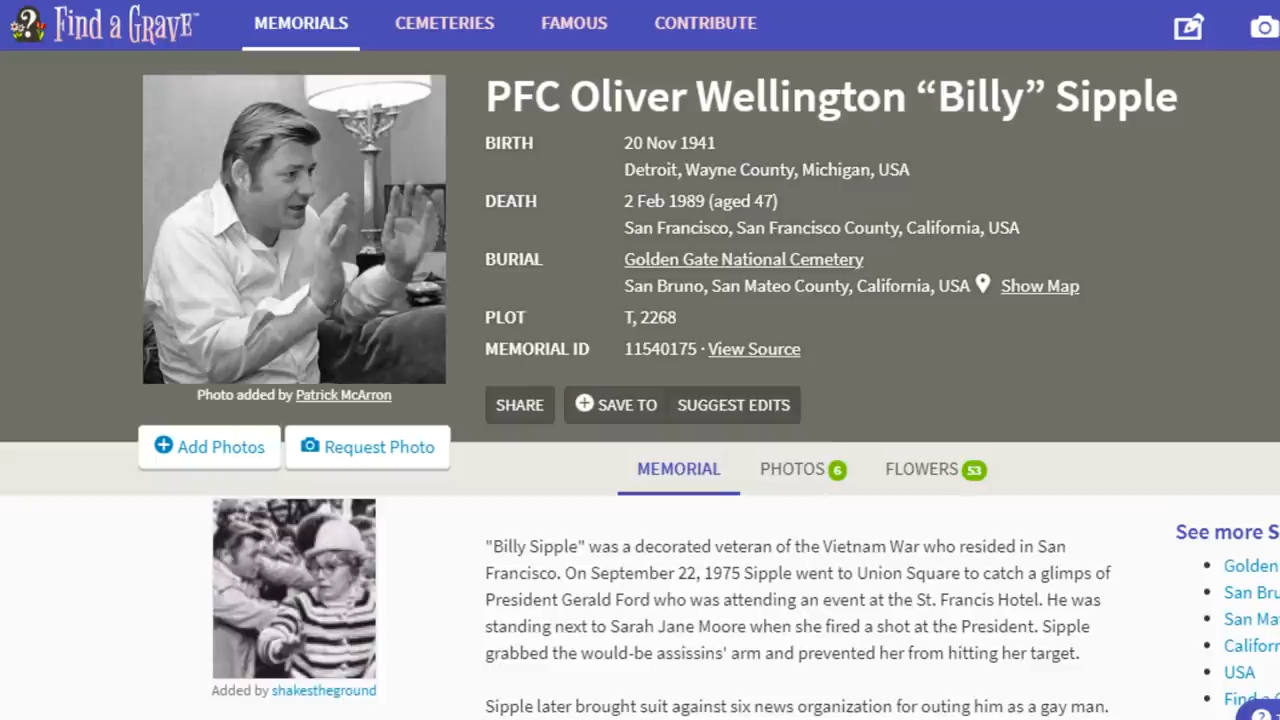 Find a Grave™
MEMORIALS
CEMETERIES
FAMOUS
CONTRIBUTE
PFC Oliver Wellington “Billy” Sipple
BIRTH 20 Nov 1941
Detroit, Wayne County, Michigan, USA
DEATH 2 Feb 1989 (aged 47)
San Francisco, San Francisco County, California, USA
BURIAL Golden Gate National Cemetery
San Bruno, San Mateo County, California, USA Show Map
PLOT T, 2268
MEMORIAL ID 11540175 · View Source
Photo added by Patrick McArron
SHARE
SAVE TO
SUGGEST EDITS
Add Photos
Request Photo
MEMORIAL
PHOTOS 6
FLOWERS 53
Added by shakestheground
"Billy Sipple" was a decorated veteran of the Vietnam War who resided in San
Francisco. On September 22, 1975 Sipple went to Union Square to catch a glimps of
President Gerald Ford who was attending an event at the St. Francis Hotel. He was
standing next to Sarah Jane Moore when she fired a shot at the President. Sipple
grabbed the would-be assissins' arm and prevented her from hitting her target.
Sipple later brought suit against six news organization for outing him as a gay man.
See more S
Golden
San Bru
San Ma
Californ
USA
Find a